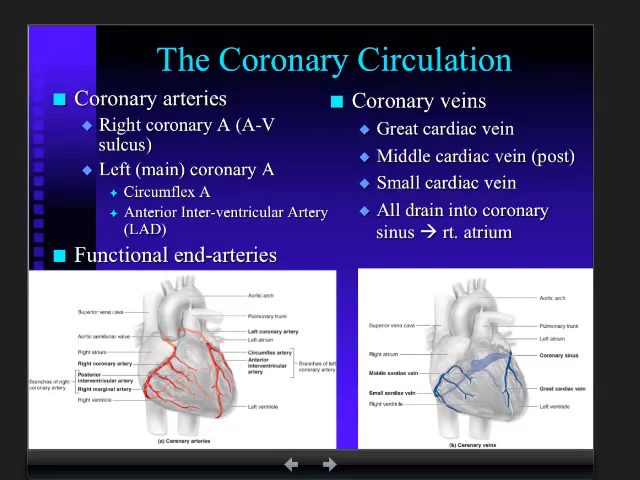 The Coronary Circulation
Coronary arteries
Right coronary A (A-V
sulcus)
Left (main) coronary A
Circumflex A
Anterior Inter-ventricular Artery
(LAD)
Functional end-arteries
Coronary veins
Great cardiac vein
Middle cardiac vein (post)
Small cardiac vein
All drain into coronary
sinus → rt. atrium
Superior vena cava
Aortic semilunar valve
Right atrium
Right coronary artery
Branches of right
coronary artery
Posterior
interventricular artery
Right marginal artery
Right ventricle
Aortic arch
Pulmonary trunk
Left coronary artery
Left atrium
Circumflex artery
Anterior
interventricular
artery
Branches of left
coronary artery
Left ventricle
(a) Coronary arteries
Superior vena cava
Right atrium
Middle cardiac vein
Small cardiac vein
Right ventricle
Aortic arch
Pulmonary trunk
Left atrium
Coronary sinus
Great cardiac vein
Left ventricle
(b) Coronary veins